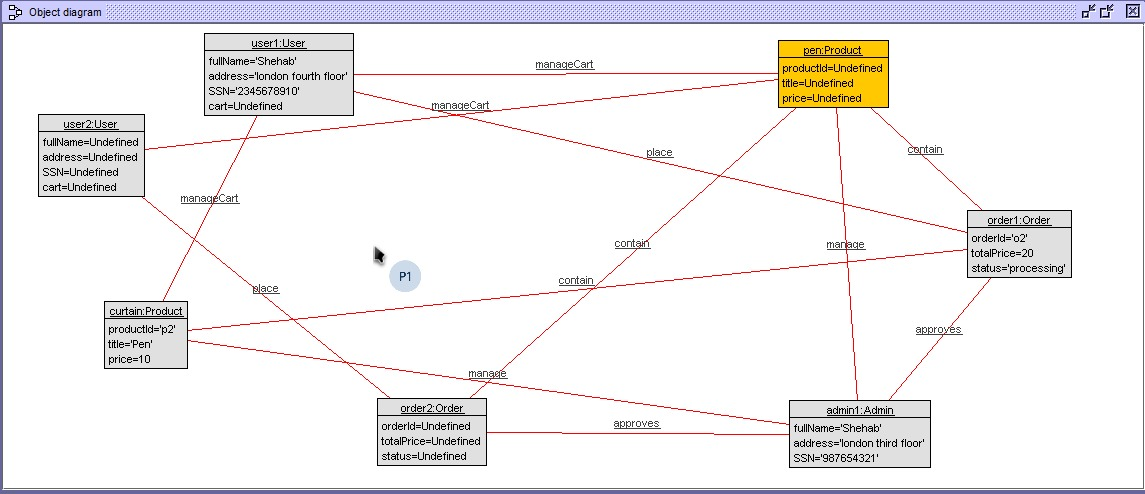 Object diagram
user1:User
fullName='Shehab'
address='london fourth floor'
SSN='2345678910'
cart=Undefined
manageCart
pen:Product
productId=Undefined
title=Undefined
price=Undefined
user2:User
fullName=Undefined
address=Undefined
SSN=Undefined
cart=Undefined
manageCart
place
contain
manageCart
order1:Order
orderId='o2'
totalPrice=20
status='processing'
contain
manage
P1
contain
place
curtain:Product
productId='p2'
title='Pen'
price=10
approves
manage
order2:Order
orderId=Undefined
totalPrice=Undefined
status=Undefined
approves
admin1:Admin
fullName='Shehab'
address='london third floor'
SSN='987654321'